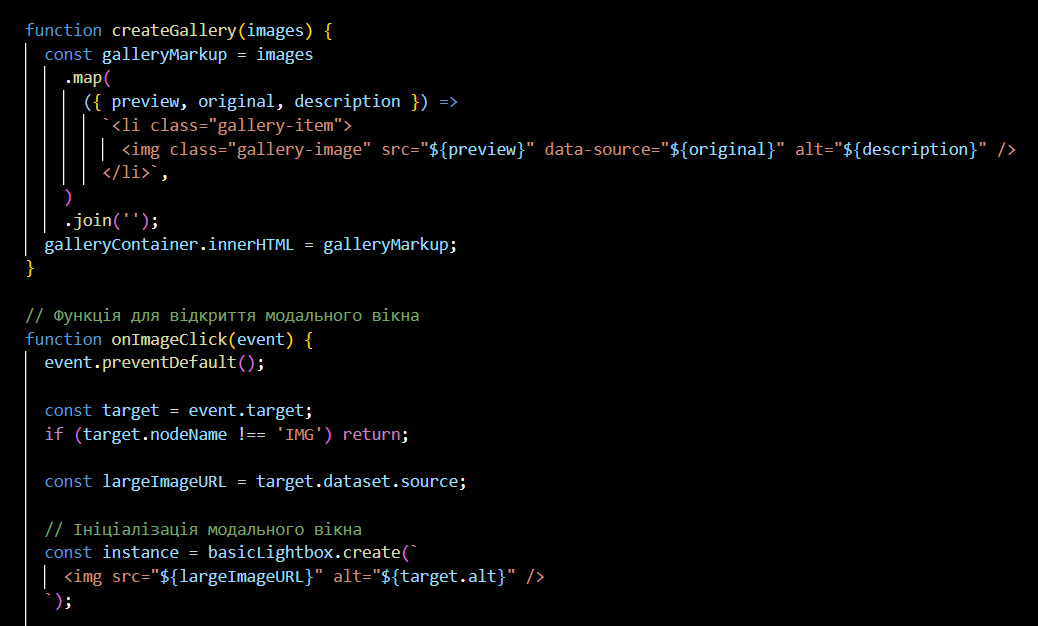 function createGallery(images) {
  const galleryMarkup = images
    .map(
      ({ preview, original, description }) =>
        `<li class="gallery-item">
          <img class="gallery-image" src="${preview}" data-source="${original}" alt="${description}" />
        </li>`,
    )
    .join('');
  galleryContainer.innerHTML = galleryMarkup;
}

// Функція для відкриття модального вікна
function onImageClick(event) {
  event.preventDefault();

  const target = event.target;
  if (target.nodeName !== 'IMG') return;

  const largeImageURL = target.dataset.source;

  // Ініціалізація модального вікна
  const instance = basicLightbox.create(`
    <img src="${largeImageURL}" alt="${target.alt}" />
  `);